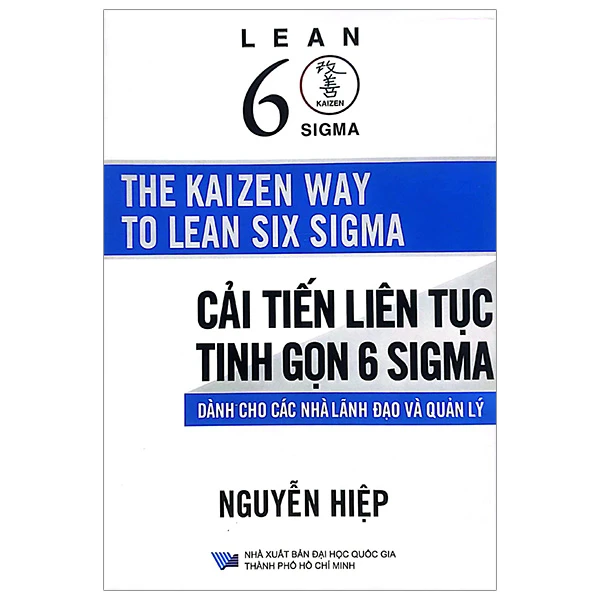 LEAN
6
改
善
KAIZEN
SIGMA
THE KAIZEN WAY
TO LEAN SIX SIGMA
CẢI TIẾN LIÊN TỤC
TINH GỌN 6 SIGMA
DÀNH CHO CÁC NHÀ LÃNH ĐẠO VÀ QUẢN LÝ
NGUYỄN HIỆP
NHÀ XUẤT BẢN ĐẠI HỌC QUỐC GIA
THÀNH PHỐ HỒ CHÍ MINH